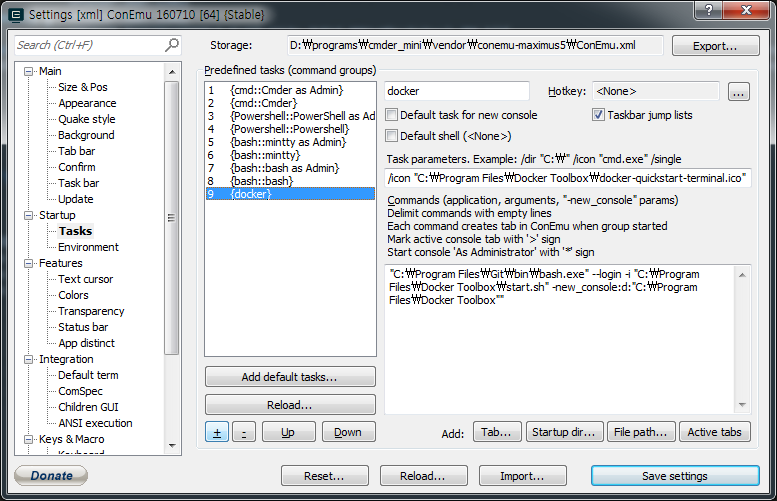 Settings [xml] ConEmu 160710 [64] {Stable}
Search (Ctrl+F)
Storage:
D:₩programs₩cmder_mini₩vendor₩conemu-maximus5₩ConEmu.xml
Export...
Main
Size & Pos
Appearance
Quake style
Background
Tab bar
Confirm
Task bar
Update
Startup
Tasks
Environment
Features
Text cursor
Colors
Transparency
Status bar
App distinct
Integration
Default term
ComSpec
Children GUI
ANSI execution
Keys & Macro
Predefined tasks (command groups)
1 {cmd::Cmder as Admin}
2 {cmd::Cmder}
3 {Powershell::PowerShell as Ad
4 {Powershell::Powershell}
5 {bash::mintty as Admin}
6 {bash::mintty}
7 {bash::bash as Admin}
8 {bash::bash}
9 {docker}
Add default tasks...
Reload...
+ - Up Down
docker
Hotkey: <None> ...
Default task for new console
Taskbar jump lists
Default shell (<None>)
Task parameters. Example: /dir "C:₩" /icon "cmd.exe" /single
/icon "C:₩Program Files₩Docker Toolbox₩docker-quickstart-terminal.ico"
Commands (application, arguments, "-new_console" params)
Delimit commands with empty lines
Each command creates tab in ConEmu when group started
Mark active console tab with '>' sign
Start console 'As Administrator' with '*' sign
"C:₩Program Files₩Git₩bin₩bash.exe" --login -i "C:₩Program
Files₩Docker Toolbox₩start.sh" -new_console:d:"C:₩Program
Files₩Docker Toolbox""
Add: Tab... Startup dir... File path... Active tabs
Donate
Reset... Reload... Import... Save settings